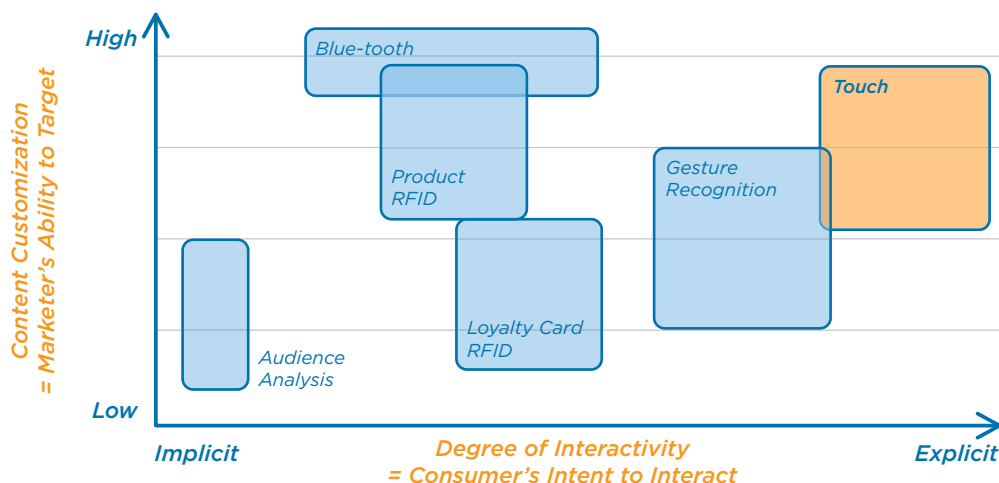 High
Content Customization
= Marketer's Ability to Target
Blue-tooth
Touch
Product
RFID
Gesture
Recognition
Loyalty Card
RFID
Audience
Analysis
Low
Implicit
Degree of Interactivity
= Consumer's Intent to Interact
Explicit